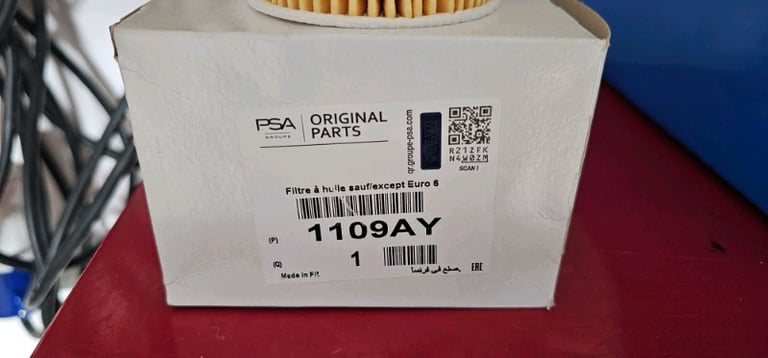 PSA
GROUPE
ORIGINAL
PARTS
qr.groupe-psa.com
R21ZFK
N4W0ZM
SCAN !
Filtre à huile sauf/except Euro 6
(P)
1109AY
(Q)
1
Made in
صنع في فرنسا
EAC